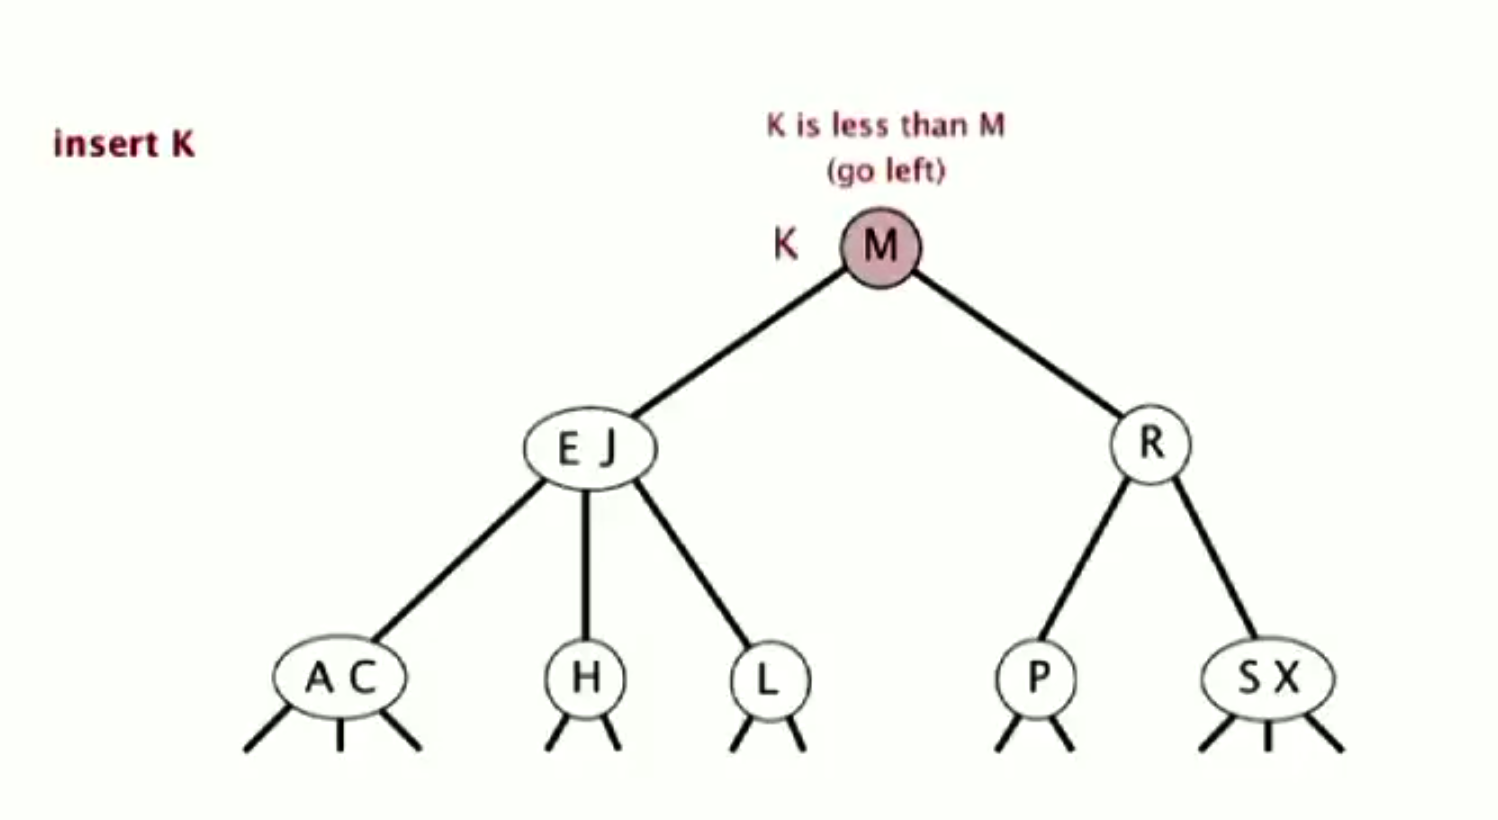 K is less than M
insert K
(go left)
K
M
E J
R
A C
H
L
P
S X